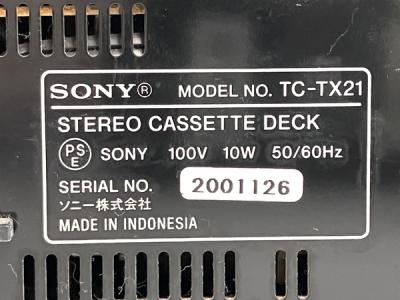 SONY® MODEL NO. TC-TX21
STEREO CASSETTE DECK
PS E SONY 100V 10W 50/60Hz
SERIAL NO. 2001126
ソニー株式会社
MADE IN INDONESIA